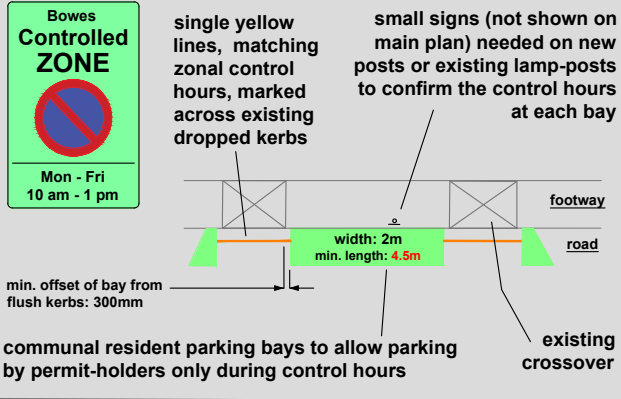 Bowes
Controlled
ZONE
Mon - Fri
10 am - 1 pm
single yellow
lines, matching
zonal control
hours, marked
across existing
dropped kerbs
small signs (not shown on
main plan) needed on new
posts or existing lamp-posts
to confirm the control hours
at each bay
footway
width: 2m
min. length: 4.5m
road
min. offset of bay from
flush kerbs: 300mm
communal resident parking bays to allow parking
by permit-holders only during control hours
existing
crossover